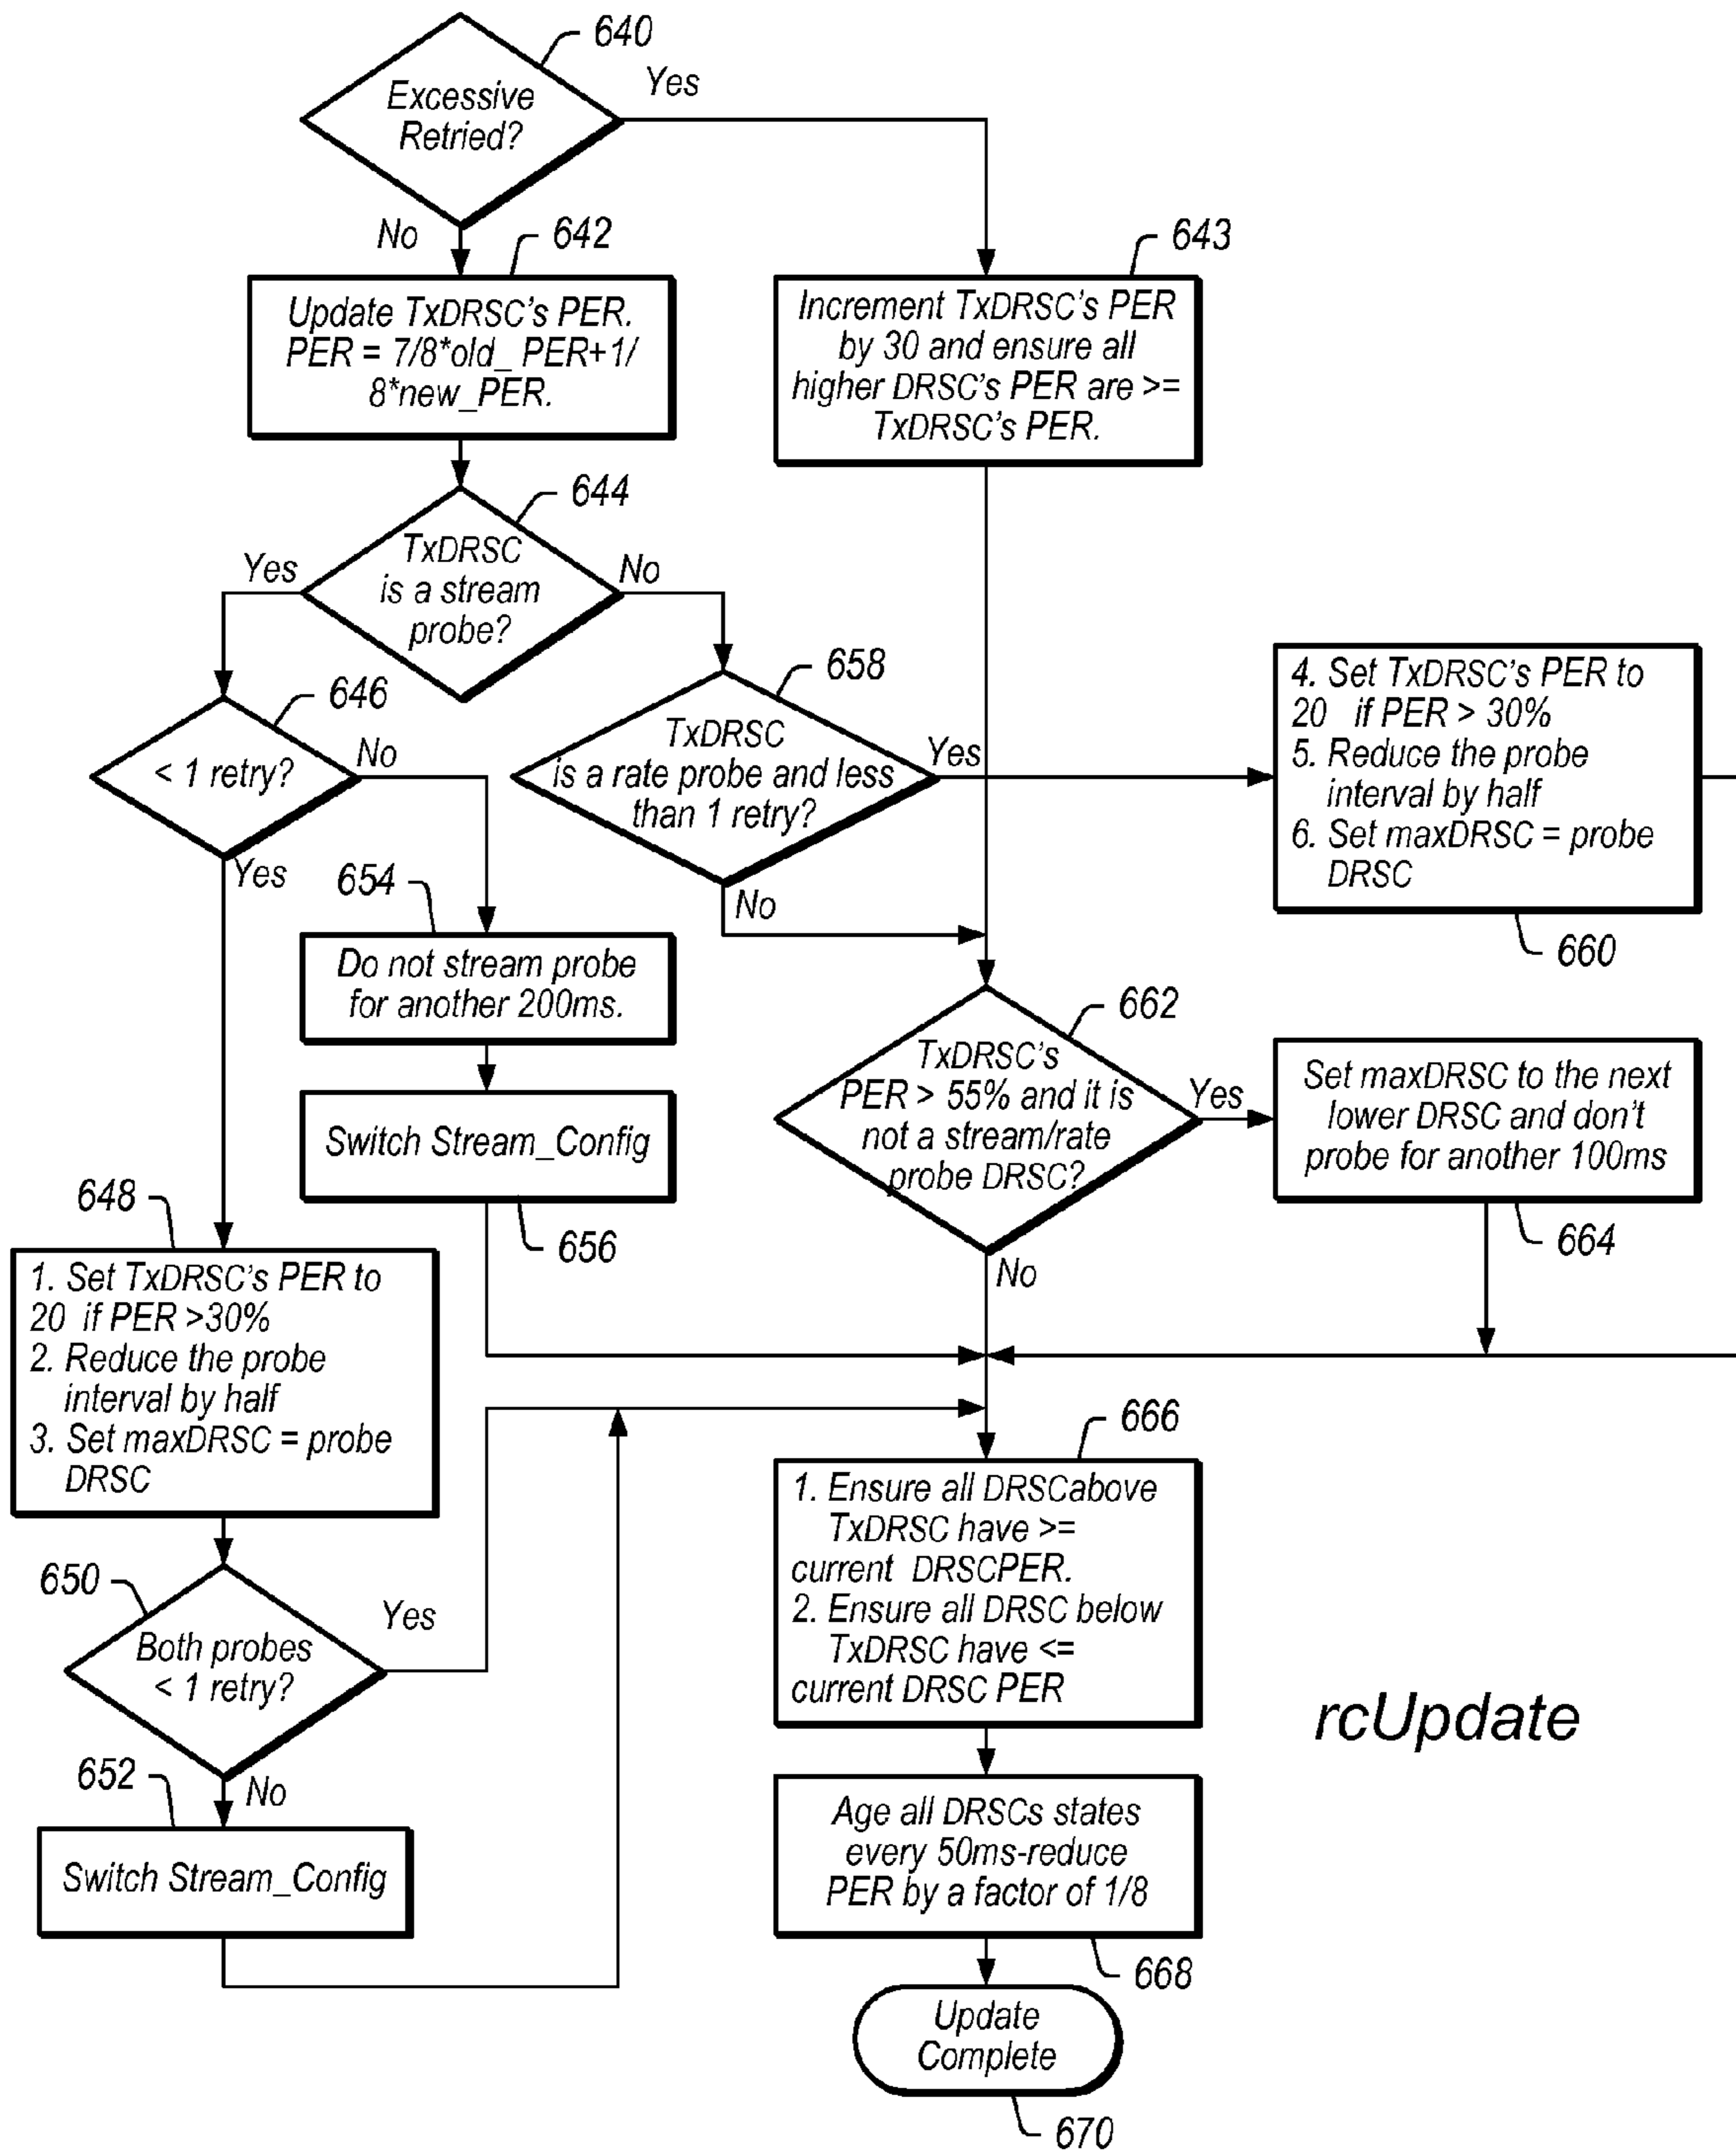 640
Excessive
Retried?
Yes
No
642
Update TxDRSC's PER.
PER = 7/8*old_ PER+1/
8*new_PER.
643
Increment TxDRSC's PER
by 30 and ensure all
higher DRSC's PER are >=
TxDRSC's PER.
644
TxDRSC
is a stream
probe?
Yes
No
646
< 1 retry?
No
Yes
658
TxDRSC
is a rate probe and less
than 1 retry?
Yes
No
4. Set TxDRSC's PER to
20 if PER > 30%
5. Reduce the probe
interval by half
6. Set maxDRSC = probe
DRSC
660
654
Do not stream probe
for another 200ms.
Switch Stream_Config
656
662
TxDRSC's
PER > 55% and it is
not a stream/rate
probe DRSC?
Yes
No
Set maxDRSC to the next
lower DRSC and don't
probe for another 100ms
664
648
1. Set TxDRSC's PER to
20 if PER >30%
2. Reduce the probe
interval by half
3. Set maxDRSC = probe
DRSC
650
Both probes
< 1 retry?
Yes
No
652
Switch Stream_Config
666
1. Ensure all DRSCabove
TxDRSC have >=
current DRSCPER.
2. Ensure all DRSC below
TxDRSC have <=
current DRSC PER
rcUpdate
Age all DRSCs states
every 50ms-reduce
PER by a factor of 1/8
668
Update
Complete
670